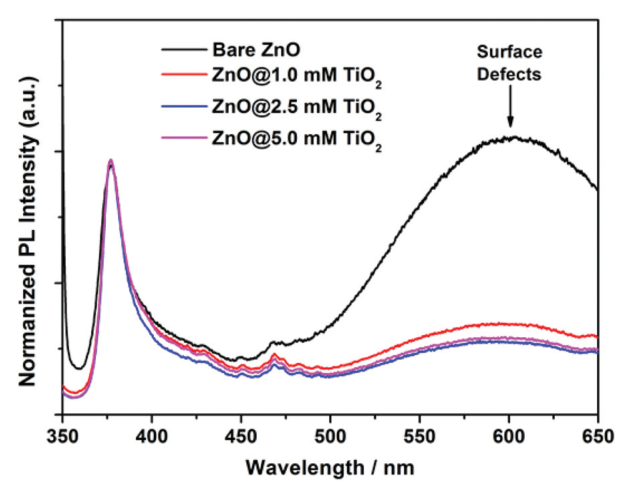 Bare ZnO
ZnO@1.0 mM TiO₂
ZnO@2.5 mM TiO₂
ZnO@5.0 mM TiO₂
Surface
Defects
Normanized PL Intensity (a.u.)
350 400 450 500 550 600 650
Wavelength / nm